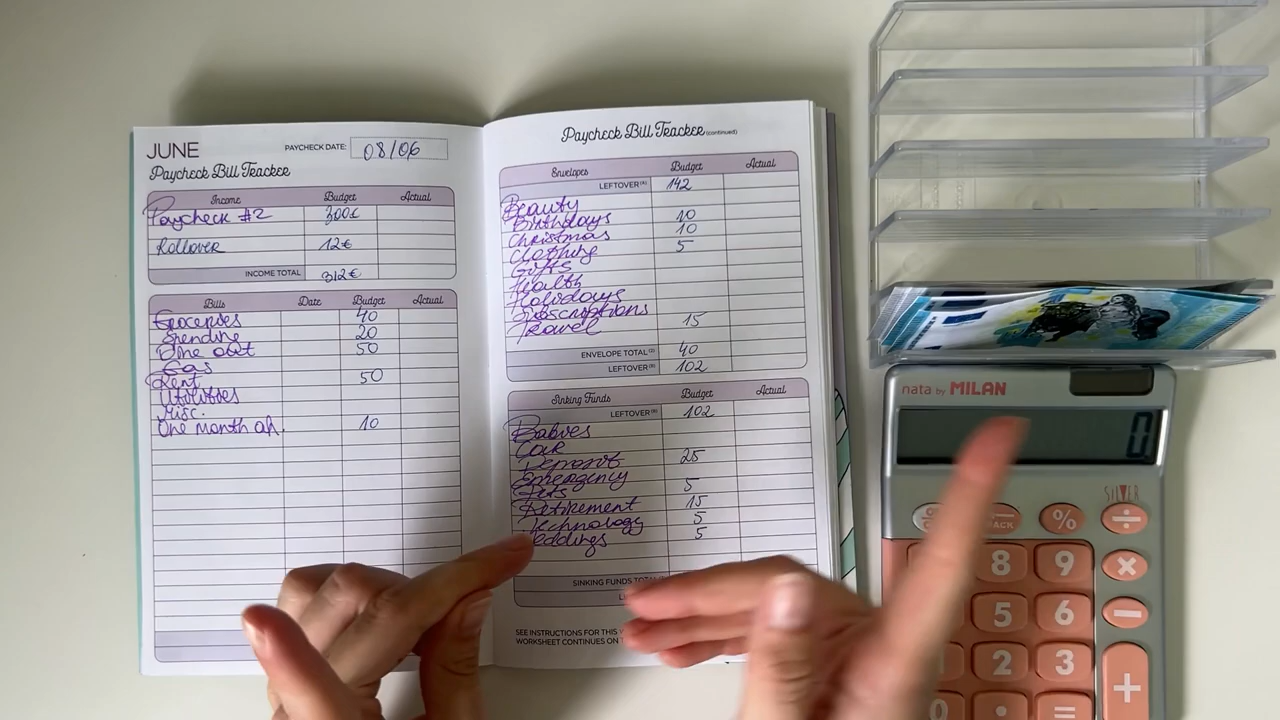 JUNE
PAYCHECK DATE: 08/06
Paycheck Bill Tracker
Income Budget Actual
Paycheck #2 300€
Rollover 12€
INCOME TOTAL 312€
Bills Date Budget Actual
Groceries 40
Spending 20
Dine out 50
Gas
Rent 50
Utilities
Misc.
One month ah. 10
Paycheck Bill Tracker (continued)
Envelopes Budget Actual
LEFTOVER (A) 142
Beauty
Birthdays 10
Christmas 10
Clothing 5
Gifts
Health
Holidays
Subscriptions
Travel 15
ENVELOPE TOTAL 40
LEFTOVER (B) 102
Sinking Funds Budget Actual
LEFTOVER (B) 102
Babies
Car
Deposit 25
Emergency
Pets 5
Retirement 15
Technology 5
Weddings 5
SINKING FUNDS TOTAL
SEE INSTRUCTIONS FOR THIS
WORKSHEET CONTINUES ON
nata by MILAN
0
SILVER
% ÷
8 9 ×
5 6 −
2 3
0 • = +